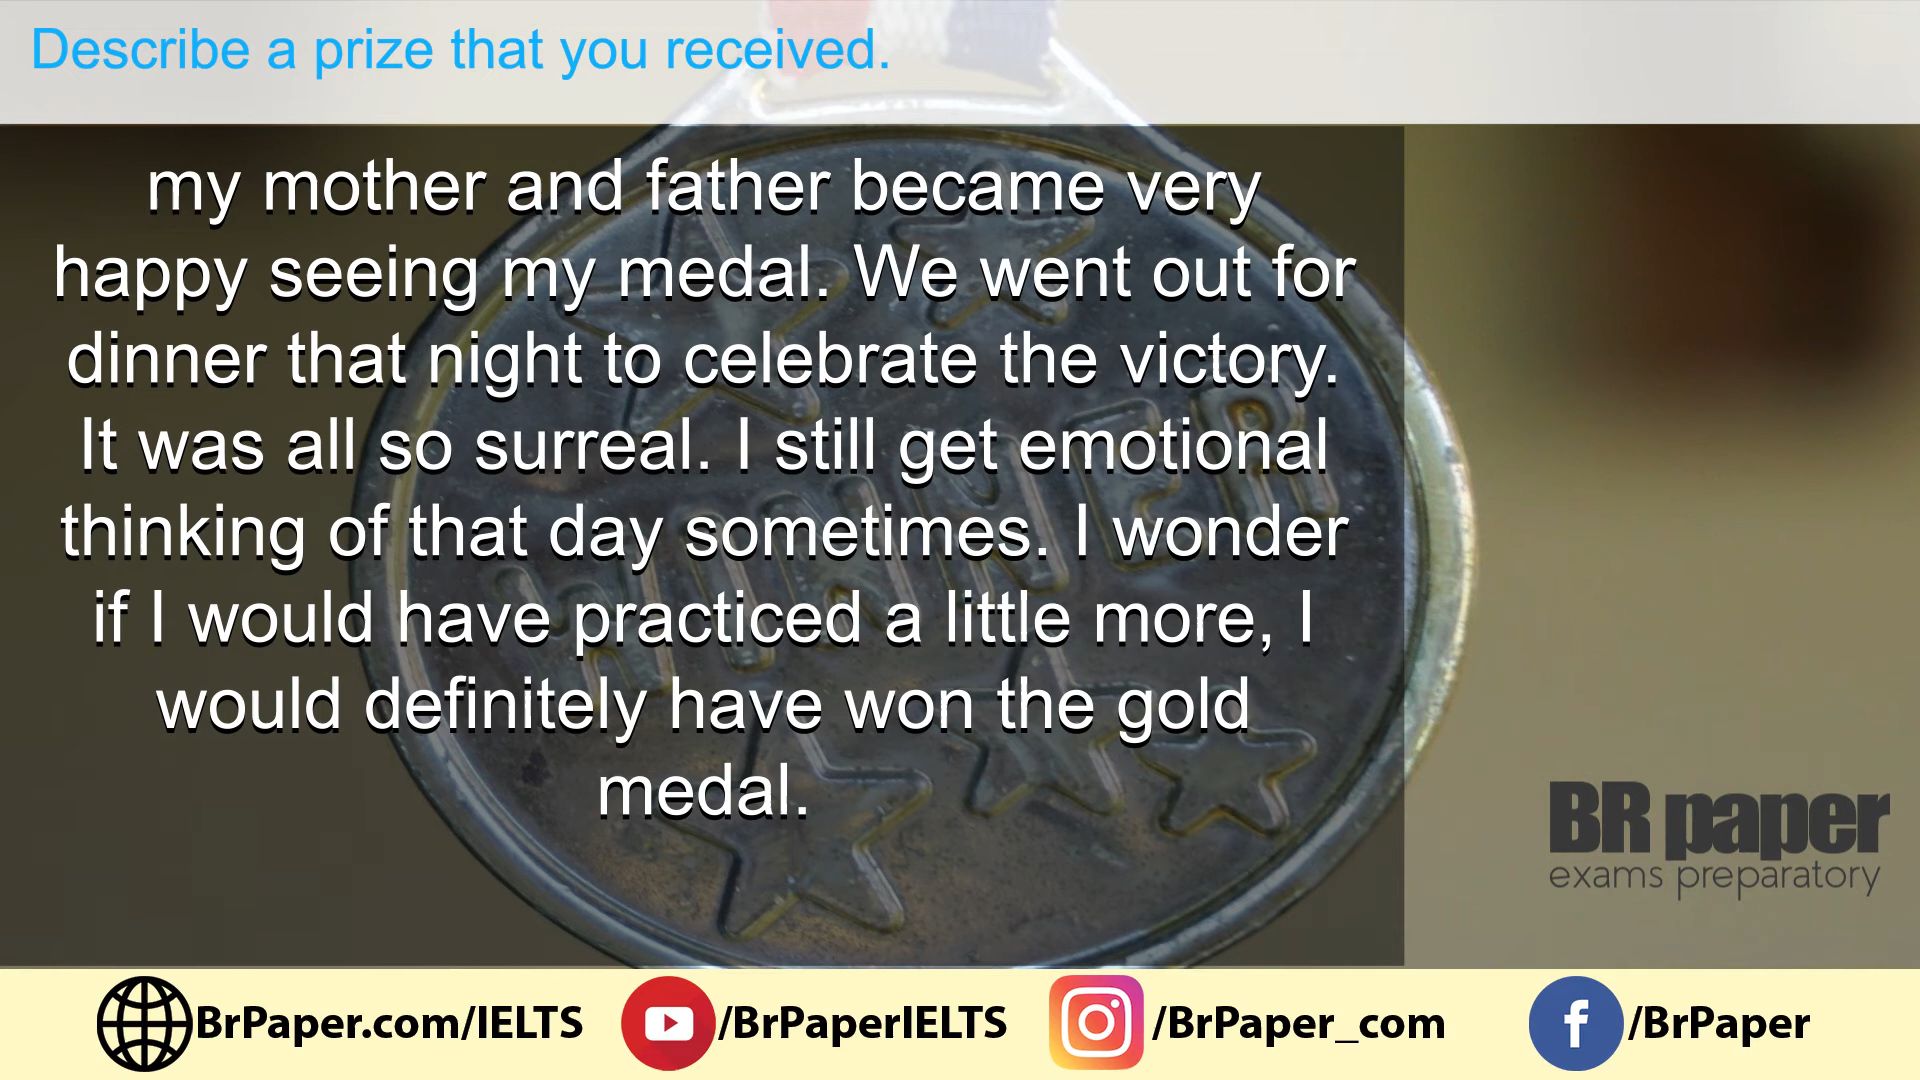 Describe a prize that you received.
my mother and father became very
happy seeing my medal. We went out for
dinner that night to celebrate the victory.
It was all so surreal. I still get emotional
thinking of that day sometimes. I wonder
if I would have practiced a little more, I
would definitely have won the gold
medal.
WINNER
BR paper
exams preparatory
BrPaper.com/IELTS /BrPaperIELTS /BrPaper_com /BrPaper